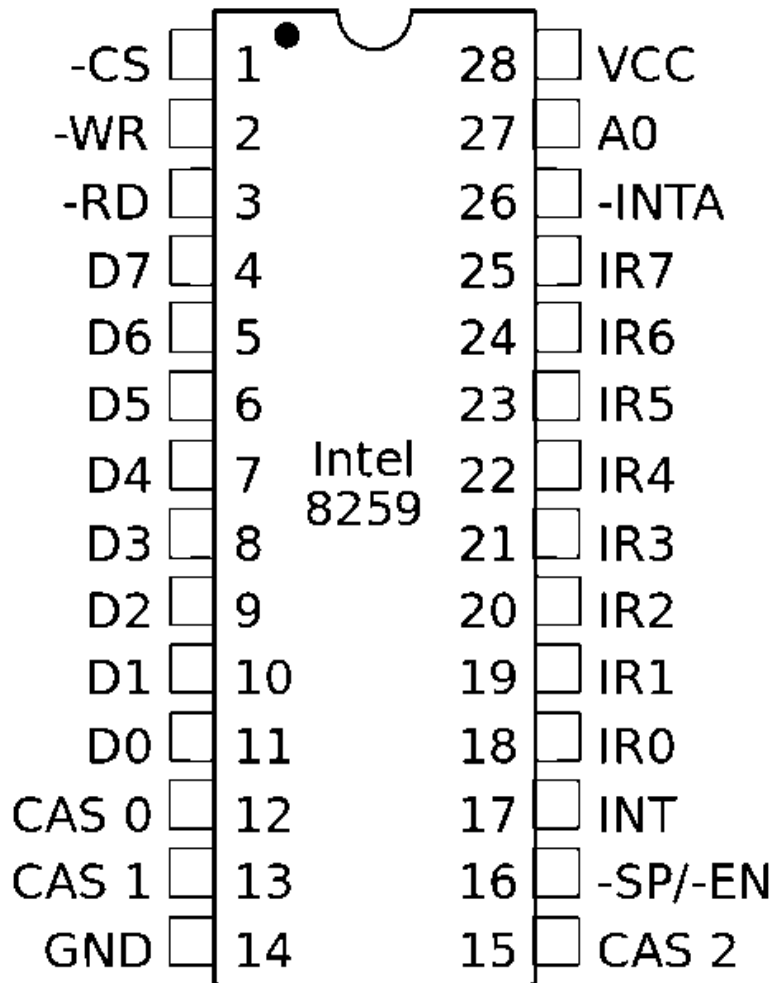 -CS 1 28 VCC
-WR 2 27 A0
-RD 3 26 -INTA
D7 4 25 IR7
D6 5 24 IR6
D5 6 23 IR5
Intel
D4 7 22 IR4
8259
D3 8 21 IR3
D2 9 20 IR2
D1 10 19 IR1
D0 11 18 IR0
CAS 0 12 17 INT
CAS 1 13 16 -SP/-EN
GND 14 15 CAS 2